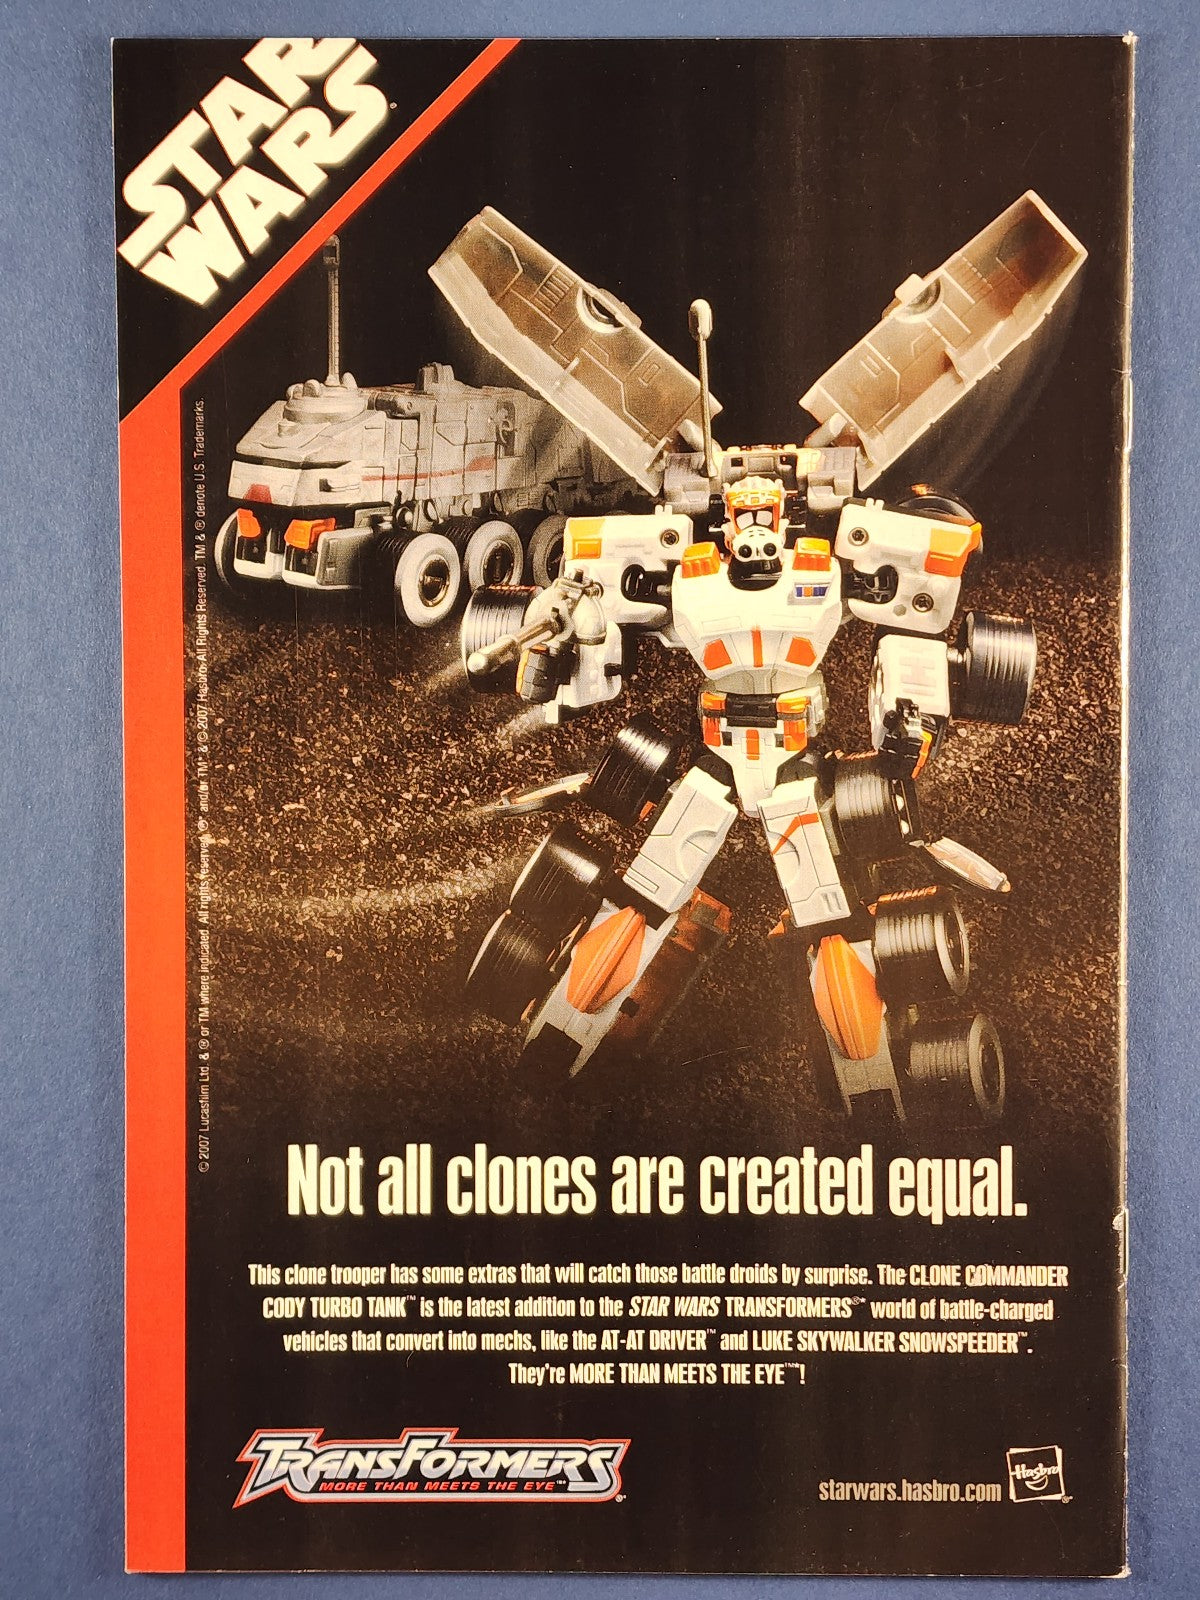 STAR
WARS®
© 2007 Lucasfilm Ltd. & ® or TM where indicated. All rights reserved. ®* and/or TM* & © 2007 Hasbro. All Rights Reserved. TM & ® denote U.S. Trademarks.
Not all clones are created equal.
This clone trooper has some extras that will catch those battle droids by surprise. The CLONE COMMANDER
CODY TURBO TANK™ is the latest addition to the STAR WARS TRANSFORMERS®* world of battle-charged
vehicles that convert into mechs, like the AT-AT DRIVER™ and LUKE SKYWALKER SNOWSPEEDER™.
They're MORE THAN MEETS THE EYE™*!
TRANSFORMERS
MORE THAN MEETS THE EYE™*
®*
starwars.hasbro.com
Hasbro
®*